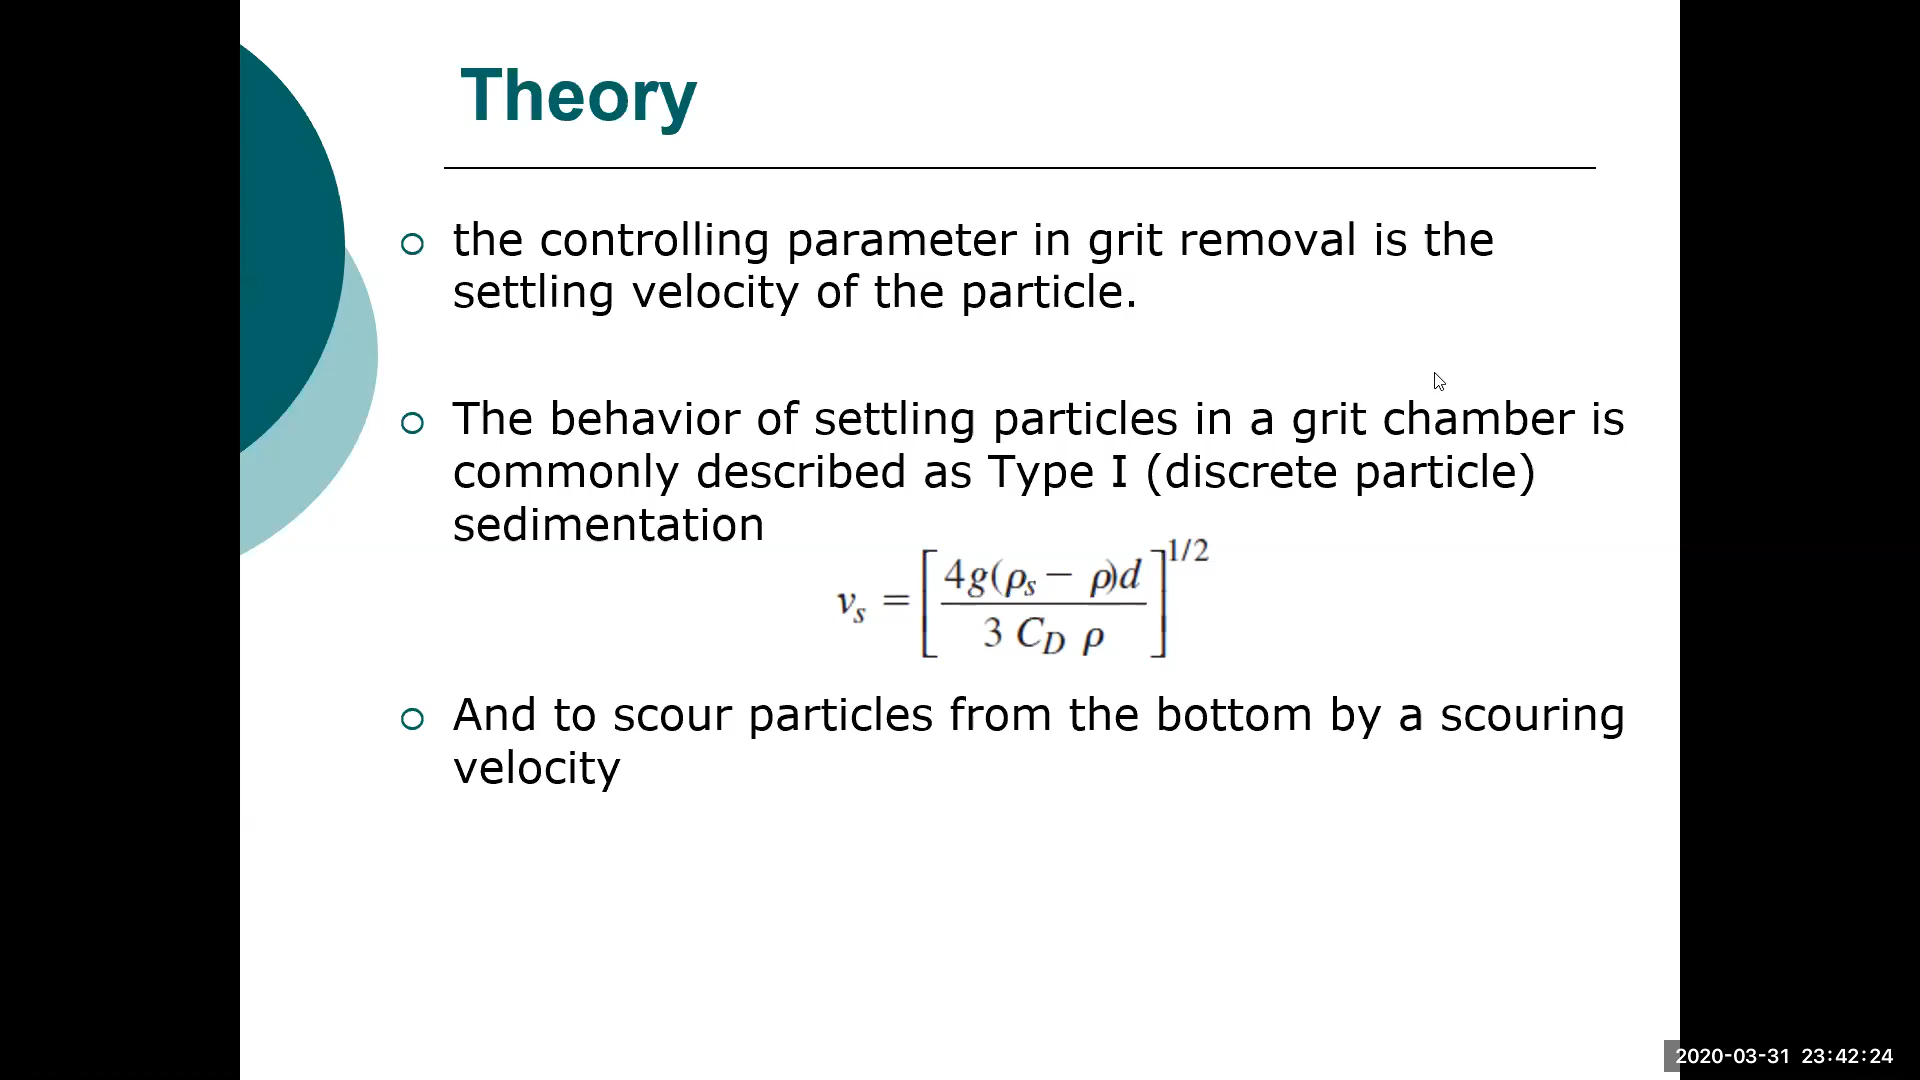 Theory
the controlling parameter in grit removal is the
settling velocity of the particle.
The behavior of settling particles in a grit chamber is
commonly described as Type I (discrete particle)
sedimentation
v_s = [4g(ρ_s − ρ)d / 3 C_D ρ]^1/2
And to scour particles from the bottom by a scouring
velocity
2020-03-31 23:42:24